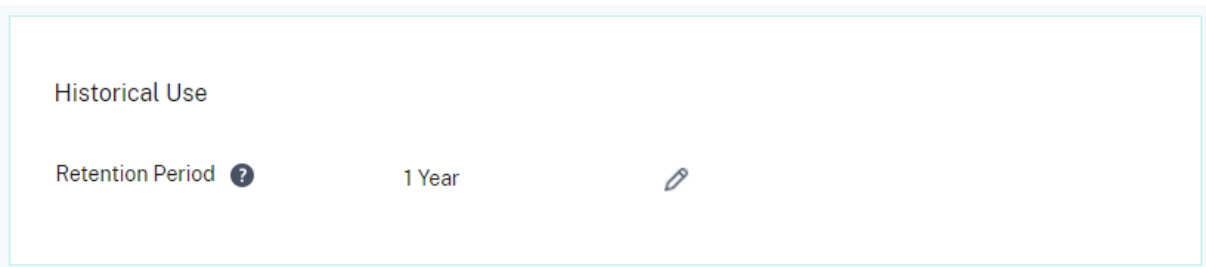 Historical Use
Retention Period ? 1 Year